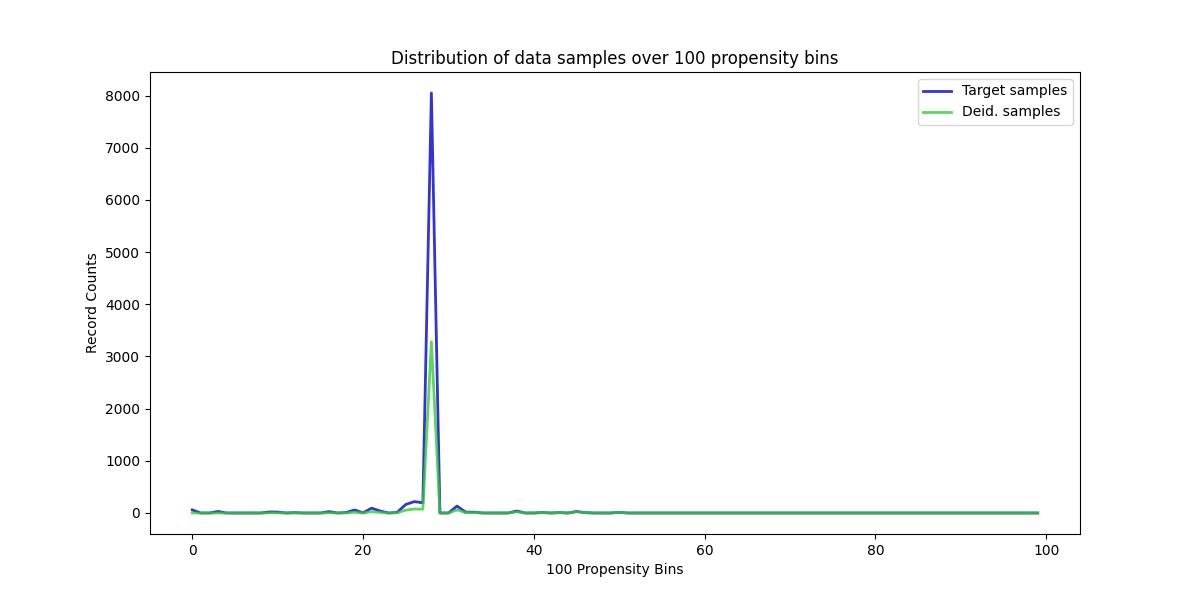 Distribution of data samples over 100 propensity bins
Target samples
Deid. samples
8000
7000
6000
5000
4000
3000
2000
1000
0
Record Counts
0 20 40 60 80 100
100 Propensity Bins